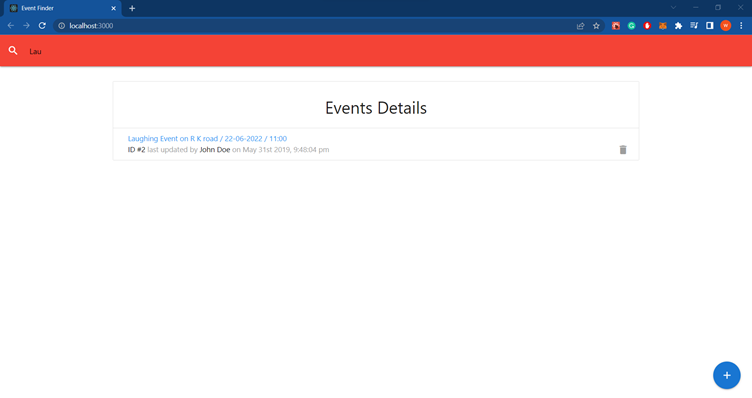 Event Finder
localhost:3000
Lau
Events Details
Laughing Event on R K road / 22-06-2022 / 11:00
ID #2 last updated by John Doe on May 31st 2019, 9:48:04 pm